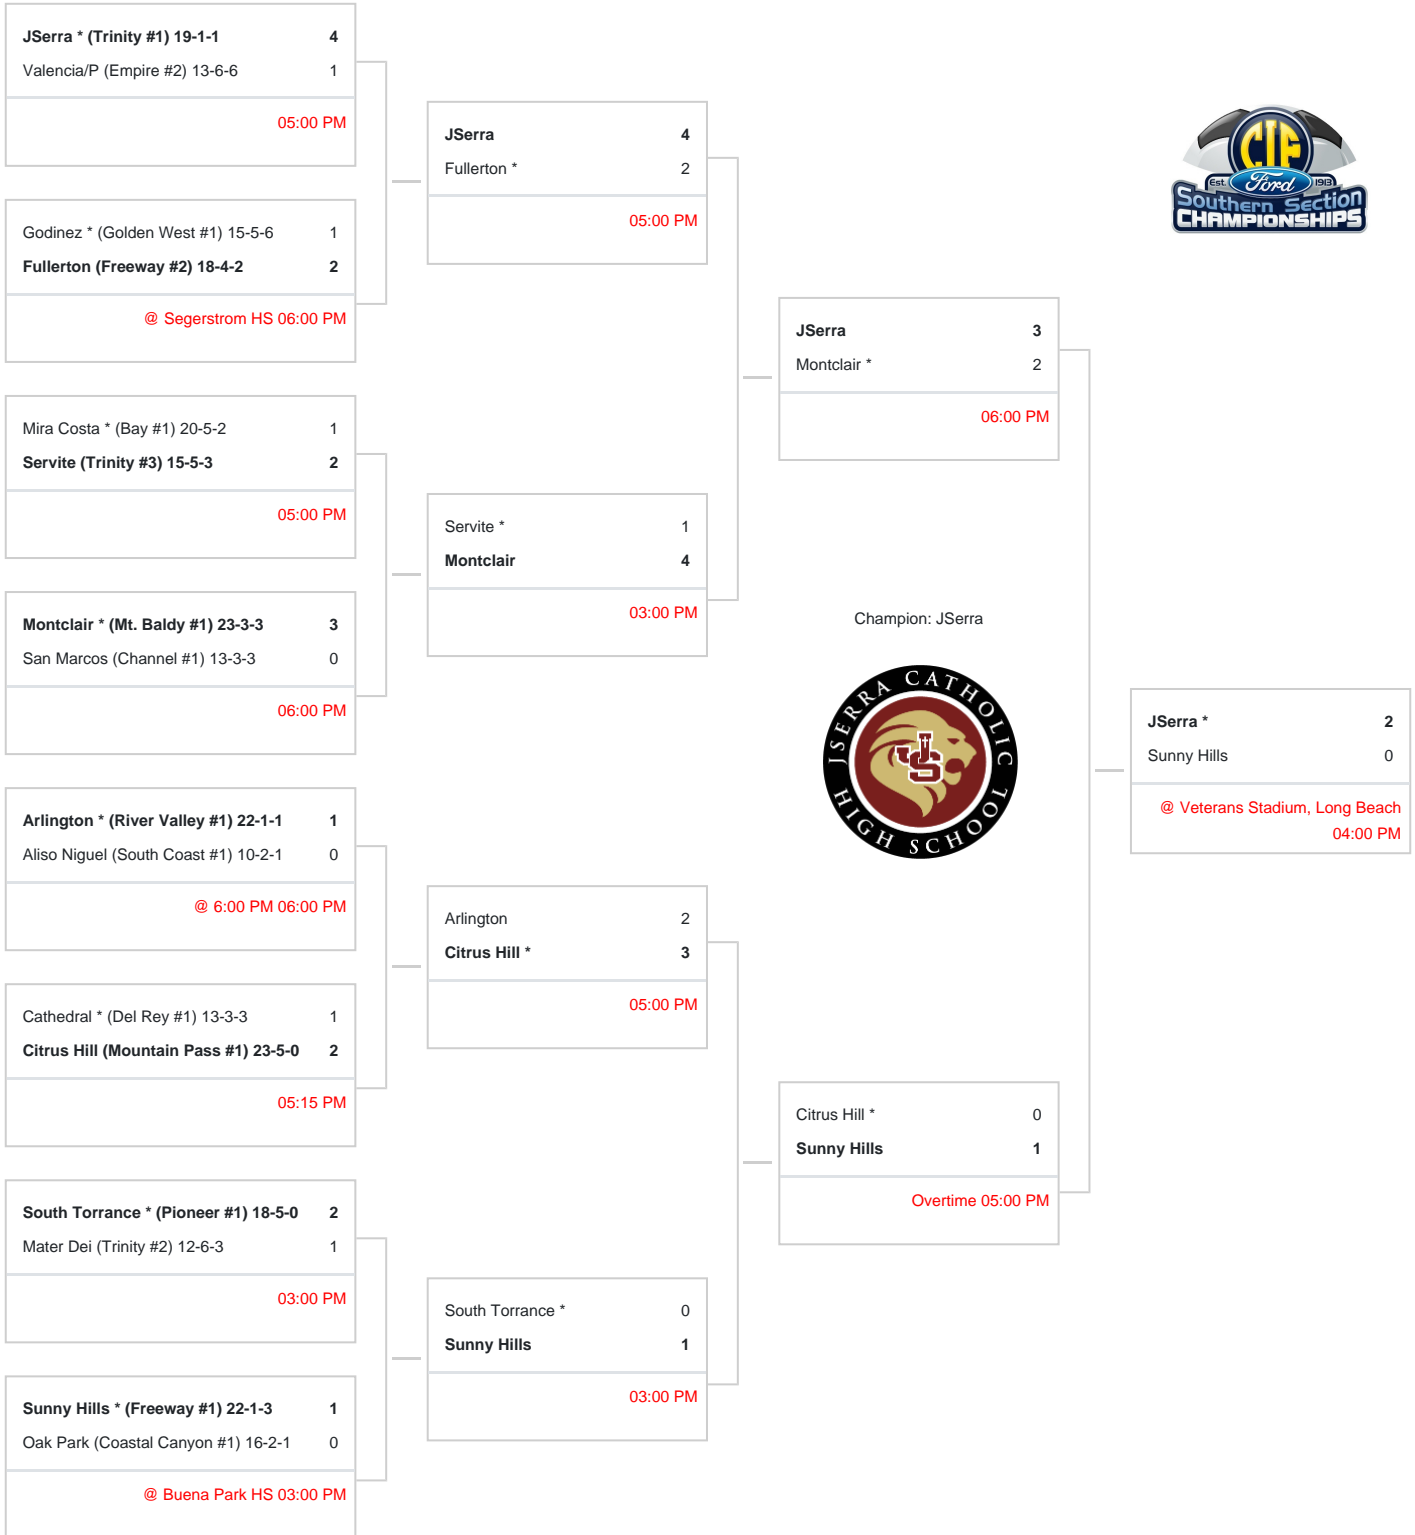 JSerra * (Trinity #1) 19-1-1 4
Valencia/P (Empire #2) 13-6-6 1
05:00 PM
Godinez * (Golden West #1) 15-5-6 1
Fullerton (Freeway #2) 18-4-2 2
@ Segerstrom HS 06:00 PM
Mira Costa * (Bay #1) 20-5-2 1
Servite (Trinity #3) 15-5-3 2
05:00 PM
Montclair * (Mt. Baldy #1) 23-3-3 3
San Marcos (Channel #1) 13-3-3 0
06:00 PM
Arlington * (River Valley #1) 22-1-1 1
Aliso Niguel (South Coast #1) 10-2-1 0
@ 6:00 PM 06:00 PM
Cathedral * (Del Rey #1) 13-3-3 1
Citrus Hill (Mountain Pass #1) 23-5-0 2
05:15 PM
South Torrance * (Pioneer #1) 18-5-0 2
Mater Dei (Trinity #2) 12-6-3 1
03:00 PM
Sunny Hills * (Freeway #1) 22-1-3 1
Oak Park (Coastal Canyon #1) 16-2-1 0
@ Buena Park HS 03:00 PM
JSerra 4
Fullerton * 2
05:00 PM
Servite * 1
Montclair 4
03:00 PM
Arlington 2
Citrus Hill * 3
05:00 PM
South Torrance * 0
Sunny Hills 1
03:00 PM
JSerra 3
Montclair * 2
06:00 PM
Citrus Hill * 0
Sunny Hills 1
Overtime 05:00 PM
Champion: JSerra
JSERRA CATHOLIC
JS
HIGH SCHOOL
CIF
Est. Ford 1913
Southern Section
CHAMPIONSHIPS
JSerra * 2
Sunny Hills 0
@ Veterans Stadium, Long Beach
04:00 PM